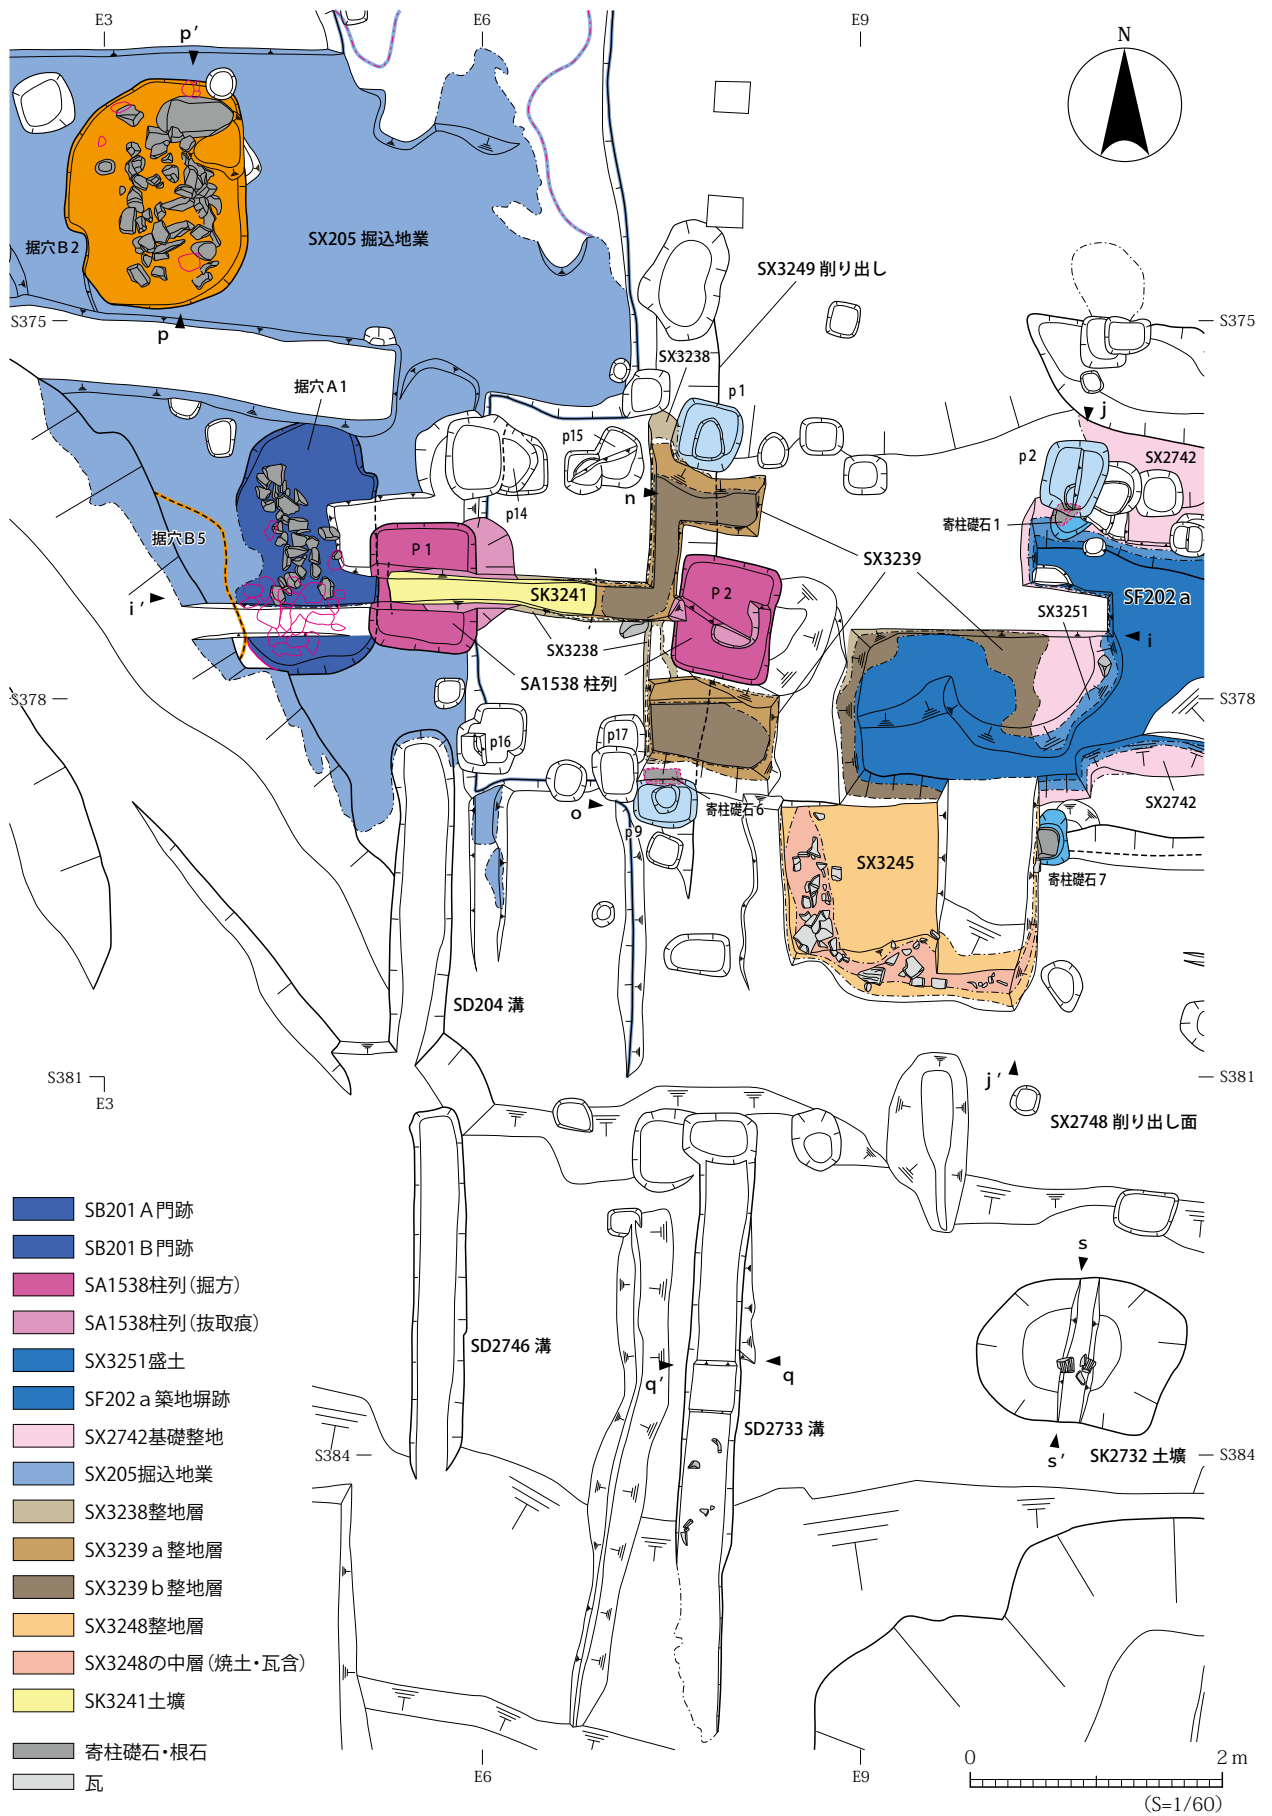 E3
E6
E9
p′
N
据穴B2
SX205 掘込地業
SX3249 削り出し
S375
S375
p
SX3238
据穴A1
p1
j
p15
p2
SX2742
n
p14
寄柱礎石1
据穴B5
P 1
SX3239
i′
SK3241
P 2
SX3251
SF202a
SX3238
i
SA1538 柱列
S378
S378
p16
p17
SX2742
o
寄柱礎石6
p9
SX3245
寄柱礎石7
SD204 溝
S381
j′
S381
E3
SX2748 削り出し面
SB201A門跡
SB201B門跡
s
SA1538柱列(掘方)
SA1538柱列(抜取痕)
SD2746 溝
SX3251盛土
q′
q
SF202a築地塀跡
SX2742基礎整地
SD2733 溝
S384
s′
SK2732 土壙
S384
SX205掘込地業
SX3238整地層
SX3239a整地層
SX3239b整地層
SX3248整地層
SX3248の中層(焼土・瓦含)
SK3241土壙
寄柱礎石・根石
瓦
E6
E9
0
2 m
(S=1/60)